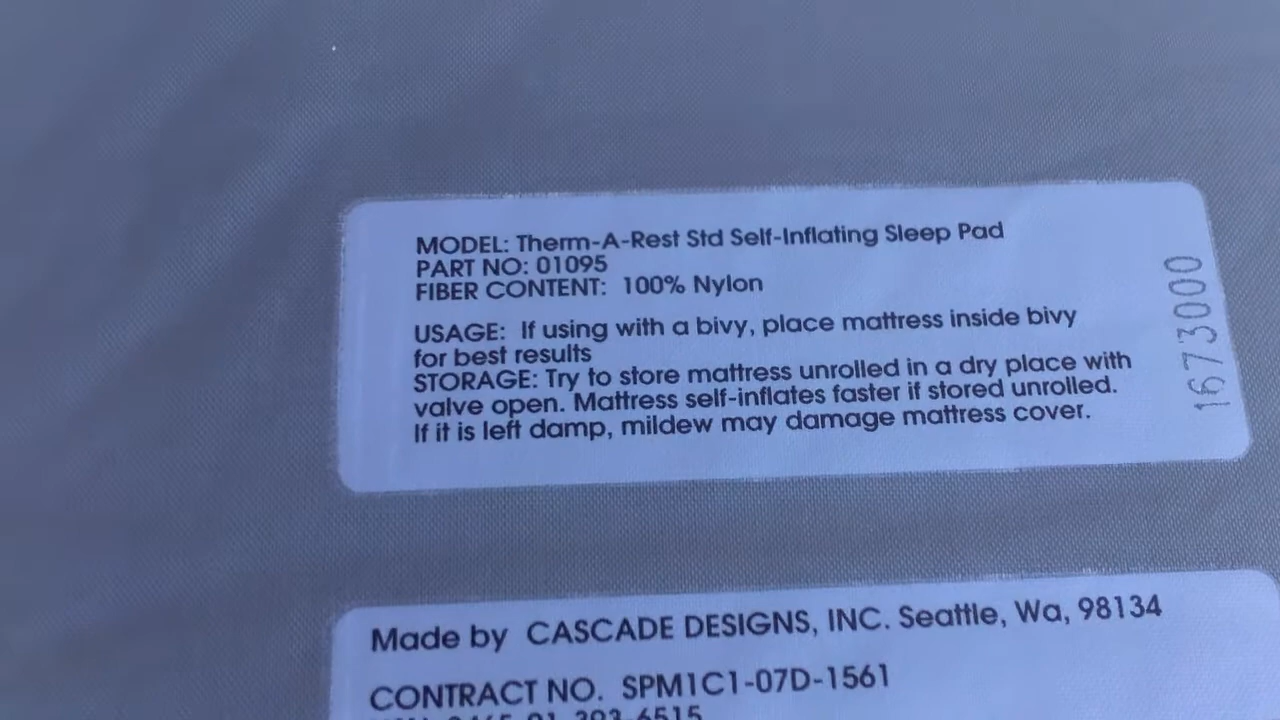 MODEL: Therm-A-Rest Std Self-Inflating Sleep Pad
PART NO: 01095
FIBER CONTENT: 100% Nylon
USAGE: If using with a bivy, place mattress inside bivy
for best results
STORAGE: Try to store mattress unrolled in a dry place with
valve open. Mattress self-inflates faster if stored unrolled.
If it is left damp, mildew may damage mattress cover.
1673000
Made by CASCADE DESIGNS, INC. Seattle, Wa, 98134
CONTRACT NO. SPM1C1-07D-1561